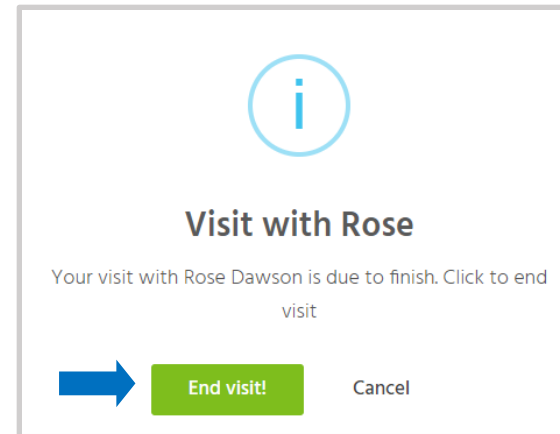 i
Visit with Rose
Your visit with Rose Dawson is due to finish. Click to end
visit
End visit! Cancel